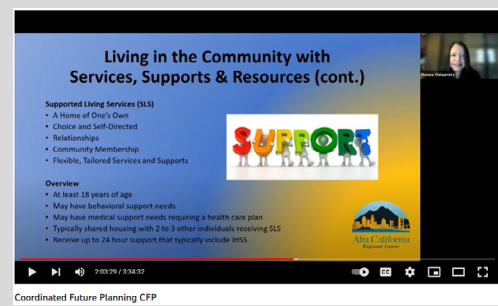 Living in the Community with
Services, Supports & Resources (cont.)
Supported Living Services (SLS)
• A Home of One's Own
• Choice and Self-Directed
• Relationships
• Community Membership
• Flexible, Tailored Services and Supports
SUPPORT
Overview
• At least 18 years of age
• May have behavioral support needs
• May have medical support needs requiring a health care plan
• Typically shared housing with 2 to 3 other individuals receiving SLS
• Receive up to 24 hour support that typically include IHSS
Alta California
Regional Center
2:03:29 / 3:34:32
CC
Coordinated Future Planning CFP